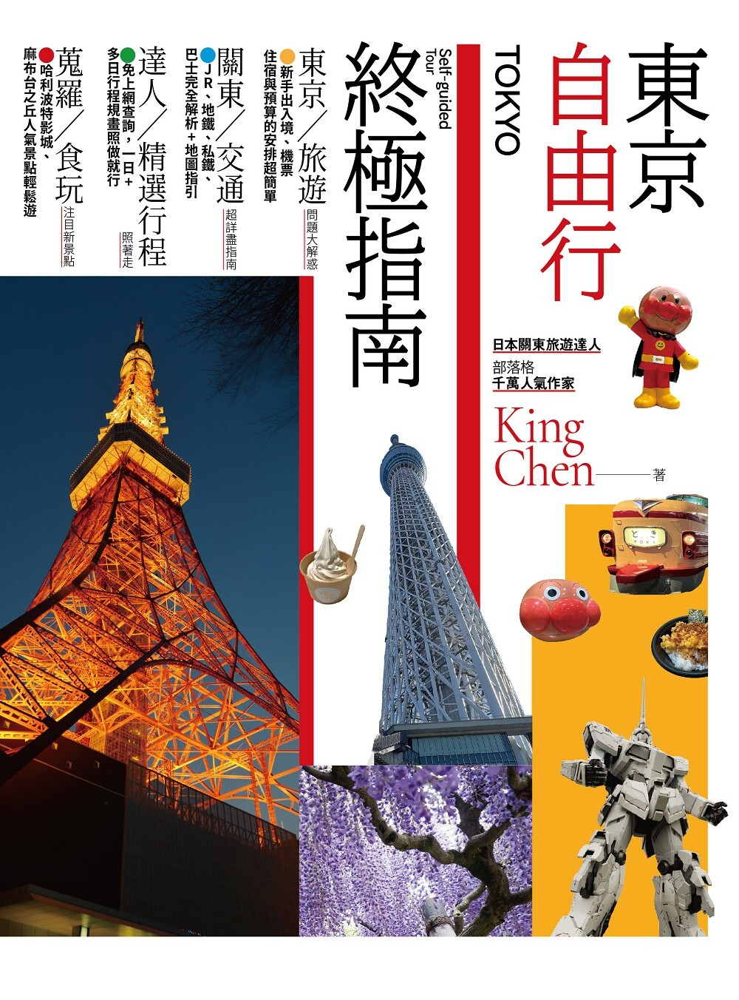 東京
自由行
TOKYO
Self-guided
Tour
終極指南
日本關東旅遊達人
部落格
千萬人氣作家
King
Chen
著
東京／旅遊
問題大解惑
新手出入境、機票
住宿與預算的安排超簡單
關東／交通
超詳盡指南
JR、地鐵、私鐵、
巴士完全解析+地圖指引
達人／精選行程
照著走
免上網查詢，一日+
多日行程規畫照做就行
蒐羅／食玩
注目新景點
哈利波特影城、
麻布台之丘人氣景點輕鬆遊
とき
TOKI